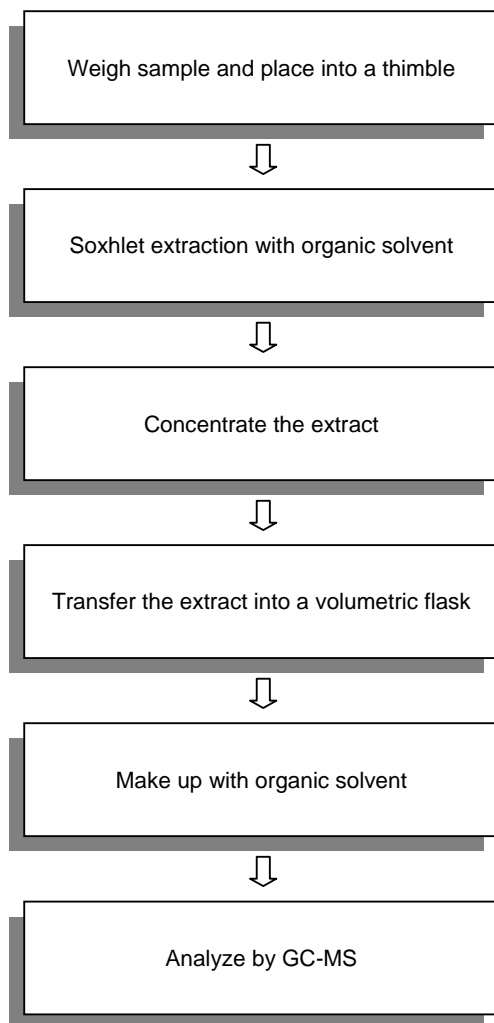 Weigh sample and place into a thimble
Soxhlet extraction with organic solvent
Concentrate the extract
Transfer the extract into a volumetric flask
Make up with organic solvent
Analyze by GC-MS